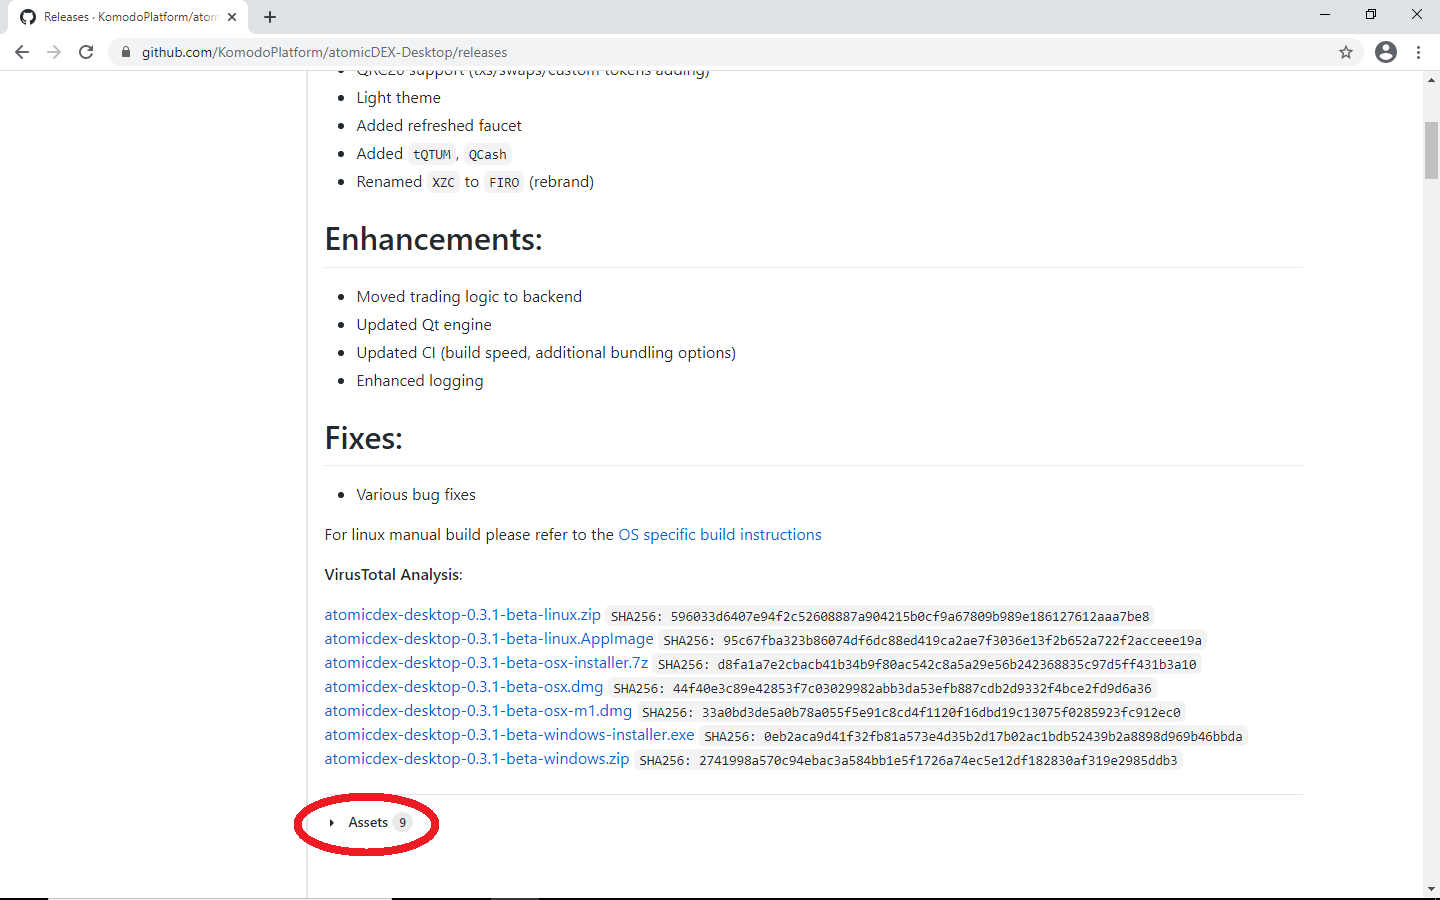 Releases · KomodoPlatform/atom
github.com/KomodoPlatform/atomicDEX-Desktop/releases
QRC20 support (txs/swaps/custom tokens adding)
Light theme
Added refreshed faucet
Added tQTUM, QCash
Renamed XZC to FIRO (rebrand)
Enhancements:
Moved trading logic to backend
Updated Qt engine
Updated CI (build speed, additional bundling options)
Enhanced logging
Fixes:
Various bug fixes
For linux manual build please refer to the OS specific build instructions
VirusTotal Analysis:
atomicdex-desktop-0.3.1-beta-linux.zip SHA256: 596033d6407e94f2c52608887a904215b0cf9a67809b989e186127612aaa7be8
atomicdex-desktop-0.3.1-beta-linux.AppImage SHA256: 95c67fba323b86074df6dc88ed419ca2ae7f3036e13f2b652a722f2acceee19a
atomicdex-desktop-0.3.1-beta-osx-installer.7z SHA256: d8fa1a7e2cbacb41b34b9f80ac542c8a5a29e56b242368835c97d5ff431b3a10
atomicdex-desktop-0.3.1-beta-osx.dmg SHA256: 44f40e3c89e42853f7c03029982abb3da53efb887cdb2d9332f4bce2fd9d6a36
atomicdex-desktop-0.3.1-beta-osx-m1.dmg SHA256: 33a0bd3de5a0b78a055f5e91c8cd4f1120f16dbd19c13075f0285923fc912ec0
atomicdex-desktop-0.3.1-beta-windows-installer.exe SHA256: 0eb2aca9d41f32fb81a573e4d35b2d17b02ac1bdb52439b2a8898d969b46bbda
atomicdex-desktop-0.3.1-beta-windows.zip SHA256: 2741998a570c94ebac3a584bb1e5f1726a74ec5e12df182830af319e2985ddb3
Assets 9